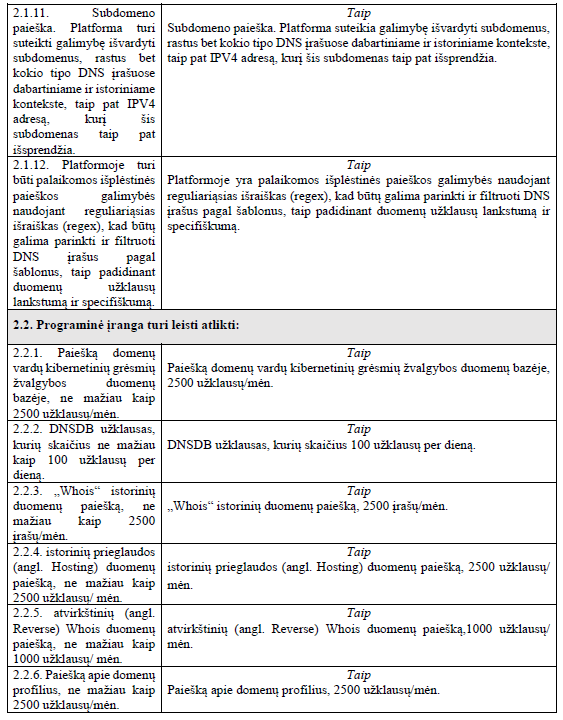 2.1.11. Subdomeno
paieška. Platforma turi
suteikti galimybę išvardyti
subdomenus, rastus bet
kokio tipo DNS įrašuose
dabartiniame ir istoriniame
kontekste, taip pat IPV4
adresą, kurį šis
subdomenas taip pat
išsprendžia.
Taip
Subdomeno paieška. Platforma suteikia galimybę išvardyti subdomenus,
rastus bet kokio tipo DNS įrašuose dabartiniame ir istoriniame kontekste,
taip pat IPV4 adresą, kurį šis subdomenas taip pat išsprendžia.
2.1.12. Platformoje turi
būti palaikomos išplėstinės
paieškos galimybės
naudojant reguliariąsias
išraiškas (regex), kad būtų
galima parinkti ir filtruoti
DNS įrašus pagal
šablonus, taip padidinant
duomenų užklausų
lankstumą ir specifiškumą.
Taip
Platformoje yra palaikomos išplėstinės paieškos galimybės naudojant
reguliariąsias išraiškas (regex), kad būtų galima parinkti ir filtruoti DNS
įrašus pagal šablonus, taip padidinant duomenų užklausų lankstumą ir
specifiškumą.
2.2. Programinė įranga turi leisti atlikti:
2.2.1. Paiešką domenų
vardų kibernetinių grėsmių
žvalgybos duomenų
bazėje, ne mažiau kaip
2500 užklausų/mėn.
Taip
Paiešką domenų vardų kibernetinių grėsmių žvalgybos duomenų bazėje,
2500 užklausų/mėn.
2.2.2. DNSDB užklausas,
kurių skaičius ne mažiau
kaip 100 užklausų per
dieną.
Taip
DNSDB užklausas, kurių skaičius 100 užklausų per dieną.
2.2.3. „Whois“ istorinių
duomenų paiešką, ne
mažiau kaip 2500
įrašų/mėn.
Taip
„Whois“ istorinių duomenų paiešką, 2500 įrašų/mėn.
2.2.4. istorinių prieglaudos
(angl. Hosting) duomenų
paiešką, ne mažiau kaip
2500 užklausų/ mėn.
Taip
istorinių prieglaudos (angl. Hosting) duomenų paiešką, 2500 užklausų/
mėn.
2.2.5. atvirkštinių (angl.
Reverse) Whois duomenų
paiešką, ne mažiau kaip
1000 užklausų/ mėn.
Taip
atvirkštinių (angl. Reverse) Whois duomenų paiešką,1000 užklausų/
mėn.
2.2.6. Paiešką apie domenų
profilius, ne mažiau kaip
2500 užklausų/mėn.
Taip
Paiešką apie domenų profilius, 2500 užklausų/mėn.